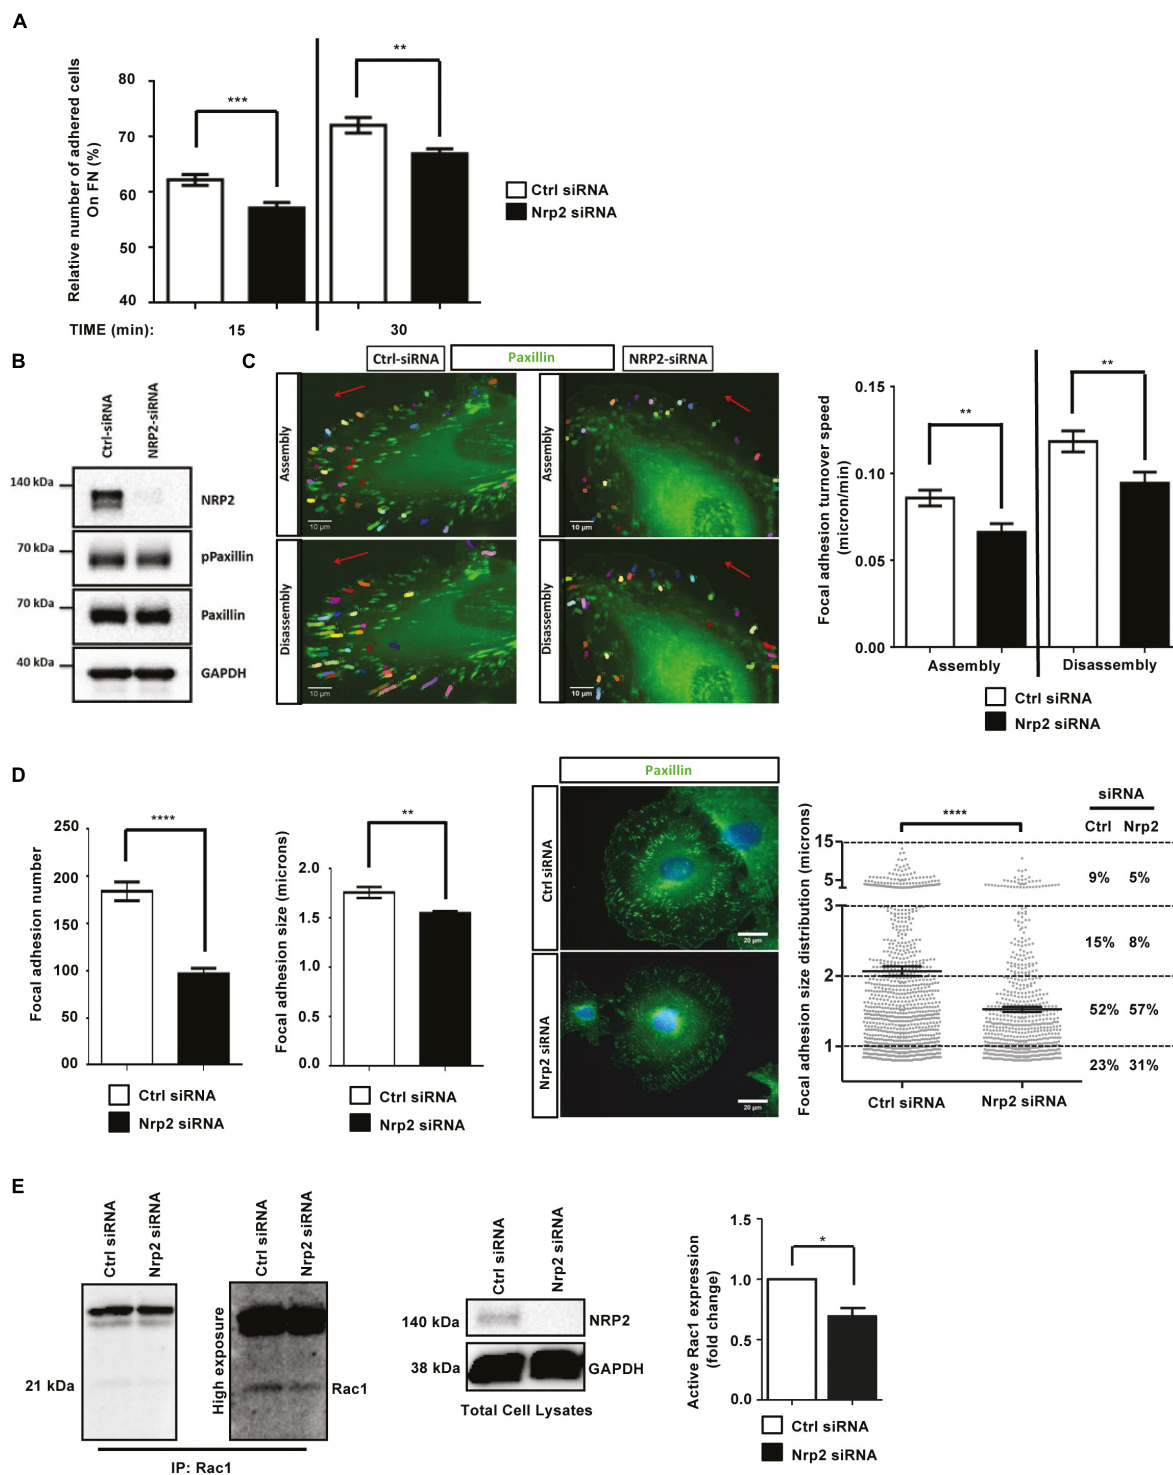 A
Relative number of adhered cells
On FN (%)
80
70
60
50
40
***
**
Ctrl siRNA
Nrp2 siRNA
TIME (min):
15
30
B
Ctrl-siRNA
NRP2-siRNA
140 kDa
NRP2
70 kDa
pPaxillin
70 kDa
Paxillin
40 kDa
GAPDH
C
Ctrl-siRNA
Paxillin
NRP2-siRNA
Assembly
10 µm
Assembly
10 µm
Disassembly
10 µm
Disassembly
10 µm
Focal adhesion turnover speed
(micron/min)
0.15
0.10
0.05
0.00
**
**
Assembly
Disassembly
Ctrl siRNA
Nrp2 siRNA
D
Focal adhesion number
250
200
150
100
50
00
****
Ctrl siRNA
Nrp2 siRNA
Focal adhesion size (microns)
2.0
1.5
1.0
0.5
0.0
**
Ctrl siRNA
Nrp2 siRNA
Paxillin
Ctrl siRNA
20 µm
Nrp2 siRNA
20 µm
Focal adhesion size distribution (microns)
15
5
3
2
1
****
siRNA
Ctrl Nrp2
9% 5%
15% 8%
52% 57%
23% 31%
Ctrl siRNA
Nrp2 siRNA
E
Ctrl siRNA
Nrp2 siRNA
21 kDa
High exposure
Ctrl siRNA
Nrp2 siRNA
Rac1
IP: Rac1
Ctrl siRNA
Nrp2 siRNA
140 kDa
NRP2
38 kDa
GAPDH
Total Cell Lysates
Active Rac1 expression
(fold change)
1.5
1.0
0.5
0.0
*
Ctrl siRNA
Nrp2 siRNA